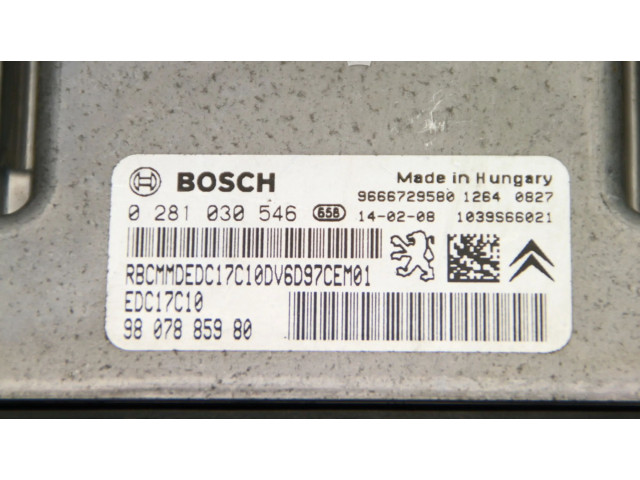 BOSCH
Made in Hungary
9666729580 1264 0827
0 281 030 546 658 14-02-08 1039S66021
RBCMMDEDC17C10DV6D97CEM01
EDC17C10
98 078 859 80